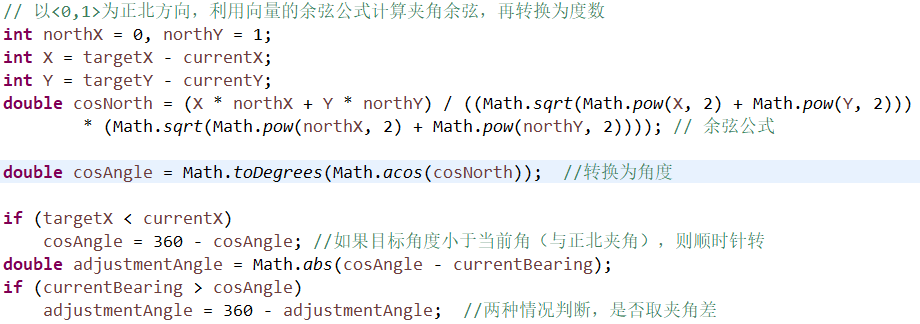 // 以<0,1>为正北方向，利用向量的余弦公式计算夹角余弦，再转换为度数
int northX = 0, northY = 1;
int X = targetX - currentX;
int Y = targetY - currentY;
double cosNorth = (X * northX + Y * northY) / ((Math.sqrt(Math.pow(X, 2) + Math.pow(Y, 2)))
* (Math.sqrt(Math.pow(northX, 2) + Math.pow(northY, 2)))); // 余弦公式
double cosAngle = Math.toDegrees(Math.acos(cosNorth)); //转换为角度
if (targetX < currentX)
cosAngle = 360 - cosAngle; //如果目标角度小于当前角（与正北夹角），则顺时针转
double adjustmentAngle = Math.abs(cosAngle - currentBearing);
if (currentBearing > cosAngle)
adjustmentAngle = 360 - adjustmentAngle; //两种情况判断，是否取夹角差